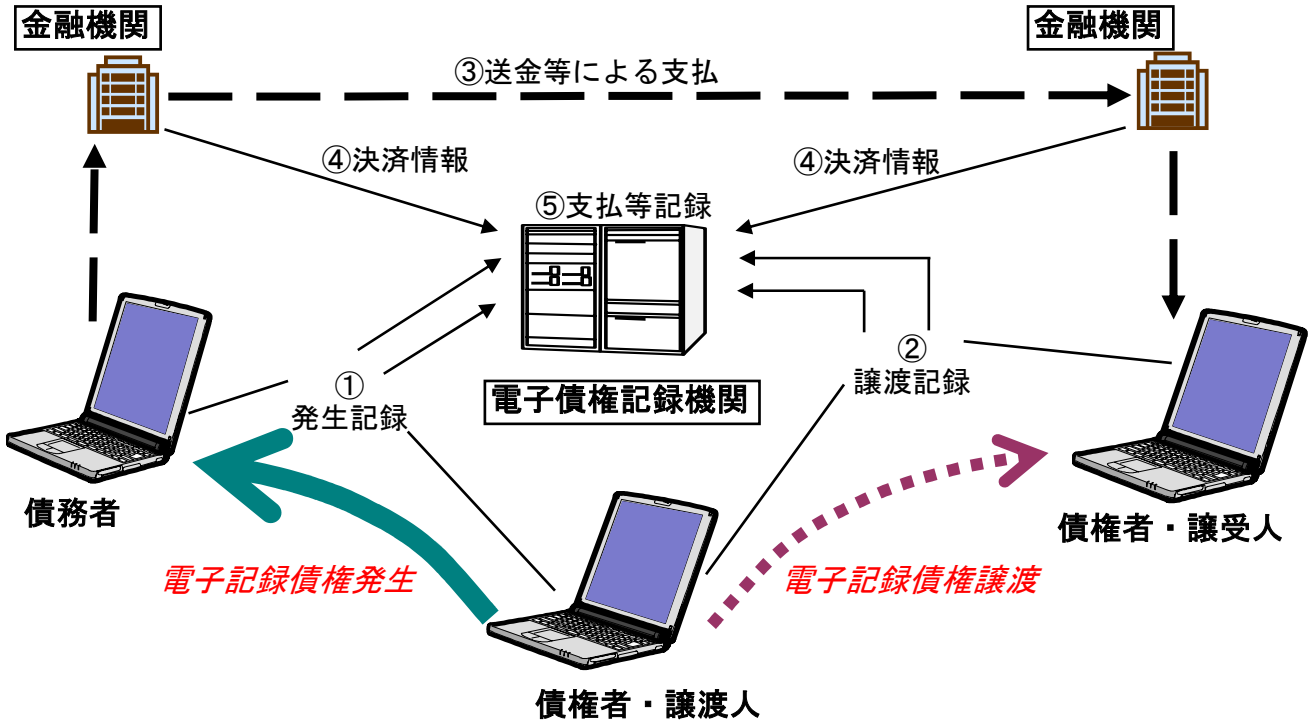 金融機関
金融機関
③送金等による支払
④決済情報
④決済情報
⑤支払等記録
①
発生記録
②
譲渡記録
電子債権記録機関
債務者
債権者・譲受人
電子記録債権発生
電子記録債権譲渡
債権者・譲渡人